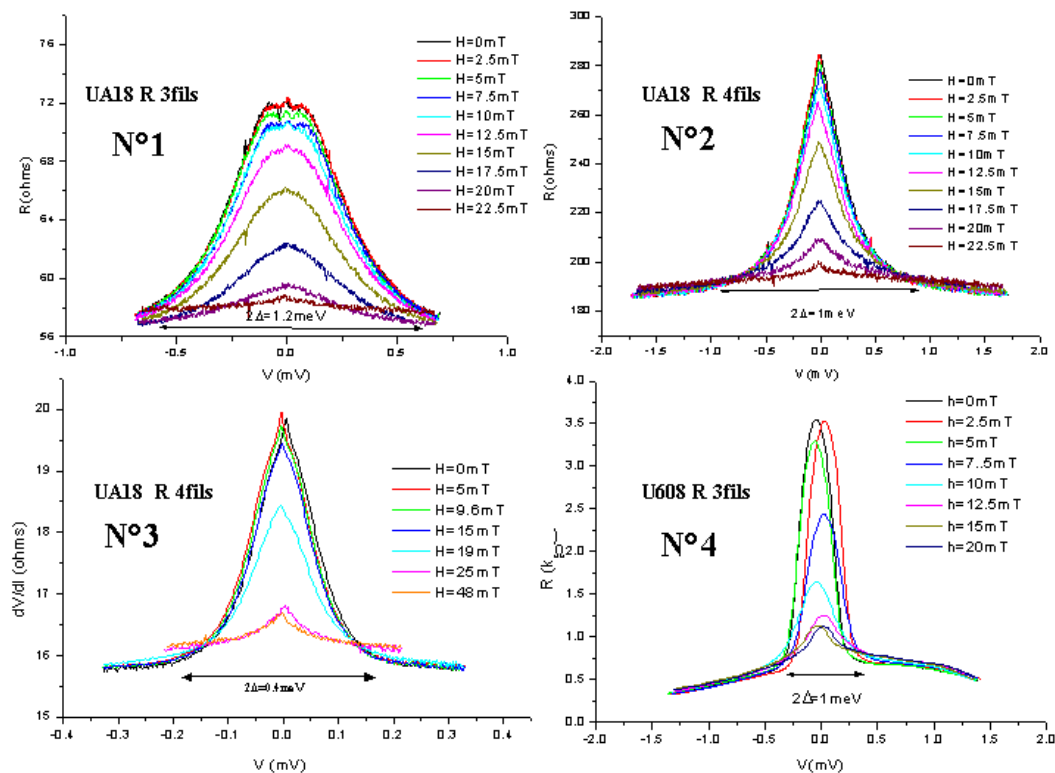 76
72
68
64
60
56
R(ohms)
-1.0
-0.5
0.0
0.5
1.0
V (mV)
UA18 R 3fils
N°1
H=0mT
H=2.5mT
H=5mT
H=7.5mT
H=10mT
H=12.5mT
H=15mT
H=17.5mT
H=20mT
H=22.5mT
2Δ=1.2meV
300
280
260
240
220
200
180
R(ohms)
-2.0
-1.5
-1.0
-0.5
0.0
0.5
1.0
1.5
2.0
V (mV)
UA18 R 4fils
N°2
H=0mT
H=2.5mT
H=5mT
H=7.5mT
H=10mT
H=12.5mT
H=15mT
H=17.5mT
H=20mT
H=22.5mT
2Δ=1meV
20
19
18
17
16
15
dV/dI (ohms)
-0.4
-0.3
-0.2
-0.1
0.0
0.1
0.2
0.3
0.4
V (mV)
UA18 R 4fils
N°3
H=0mT
H=5mT
H=9.6mT
H=15mT
H=19mT
H=25mT
H=48mT
2Δ=0.4meV
4.0
3.5
3.0
2.5
2.0
1.5
1.0
0.5
0.0
-2.0
-1.5
-1.0
-0.5
0.0
0.5
1.0
1.5
2.0
V(mV)
U608 R 3fils
N°4
h=0mT
h=2.5mT
h=5mT
h=7..5mT
h=10mT
h=12.5mT
h=15mT
h=20mT
2Δ=1meV